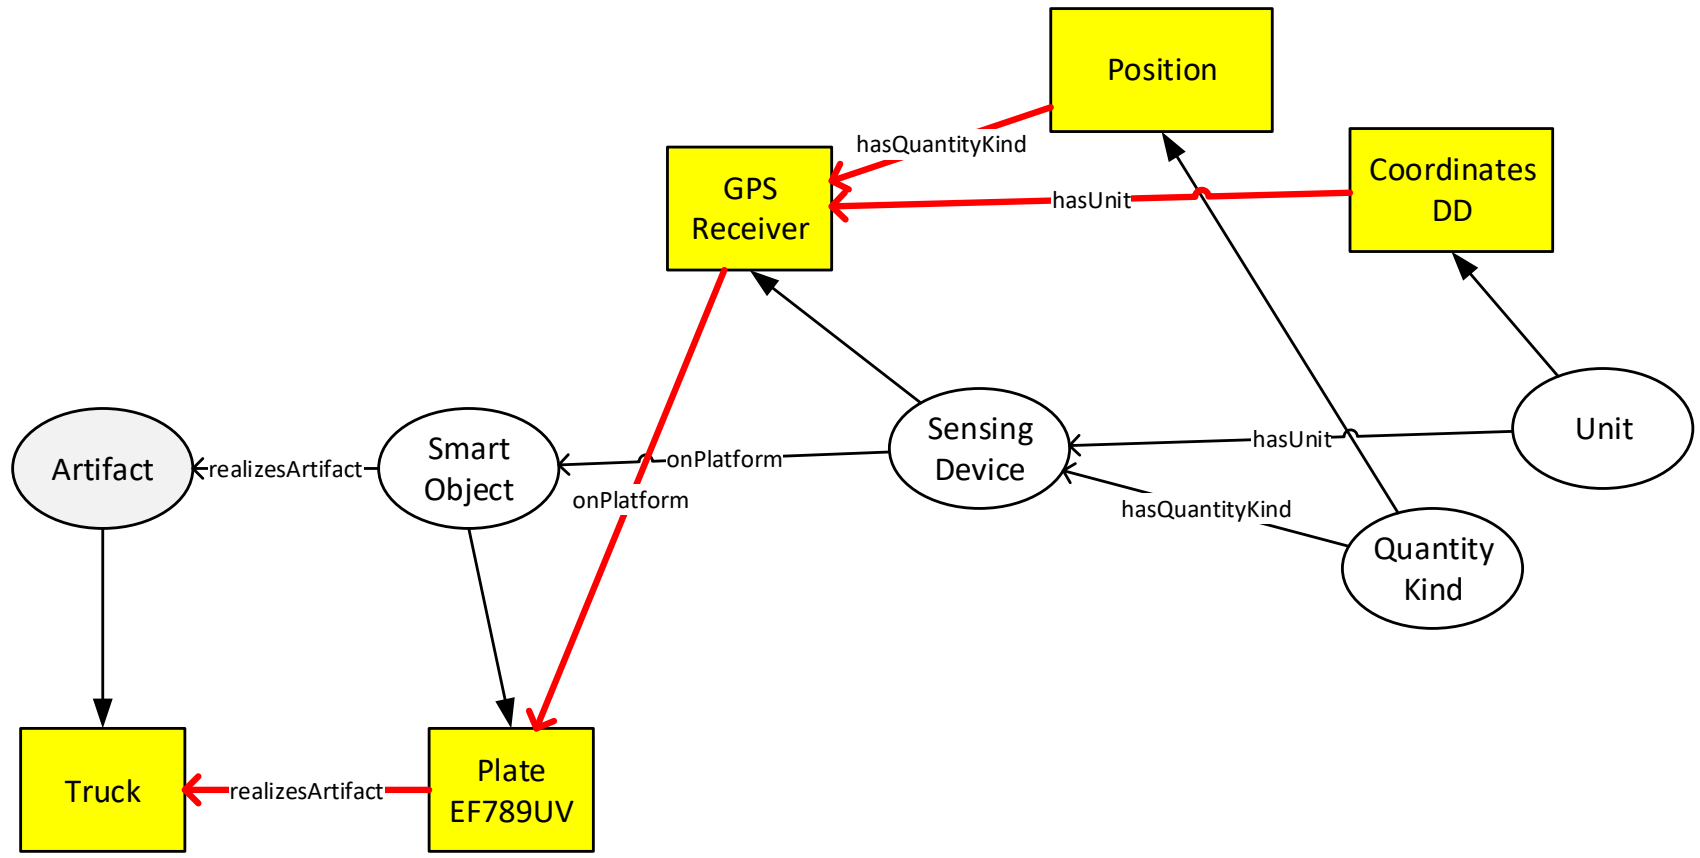 Position
hasQuantityKind
Coordinates
DD
GPS
Receiver
hasUnit
Sensing
Device
Unit
hasUnit
Smart
Object
Artifact
realizesArtifact
onPlatform
onPlatform
hasQuantityKind
Quantity
Kind
Plate
EF789UV
Truck
realizesArtifact